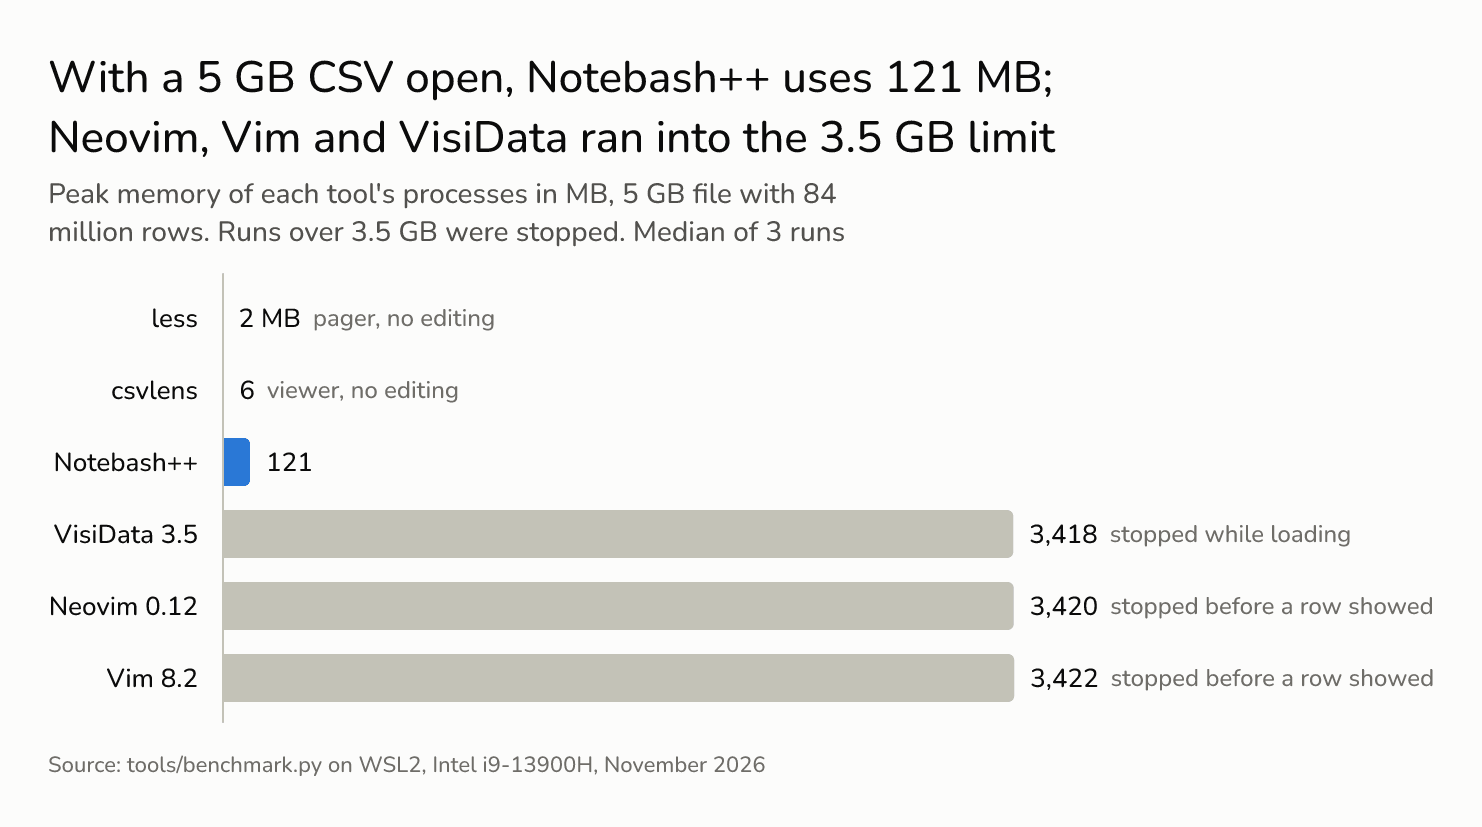 With a 5 GB CSV open, Notebash++ uses 121 MB;
Neovim, Vim and VisiData ran into the 3.5 GB limit
Peak memory of each tool's processes in MB, 5 GB file with 84
million rows. Runs over 3.5 GB were stopped. Median of 3 runs
less 2 MB pager, no editing
csvlens 6 viewer, no editing
Notebash++ 121
VisiData 3.5 3,418 stopped while loading
Neovim 0.12 3,420 stopped before a row showed
Vim 8.2 3,422 stopped before a row showed
Source: tools/benchmark.py on WSL2, Intel i9-13900H, November 2026